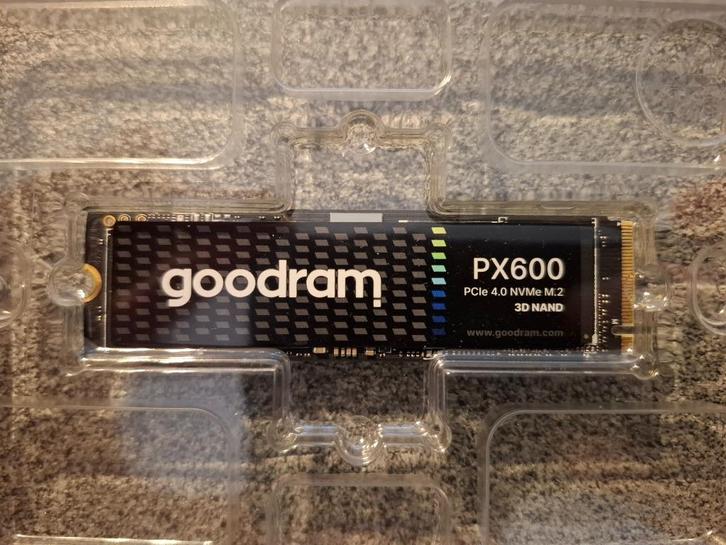 goodram
PX600
PCIe 4.0 NVMe M.2
3D NAND
www.goodram.com